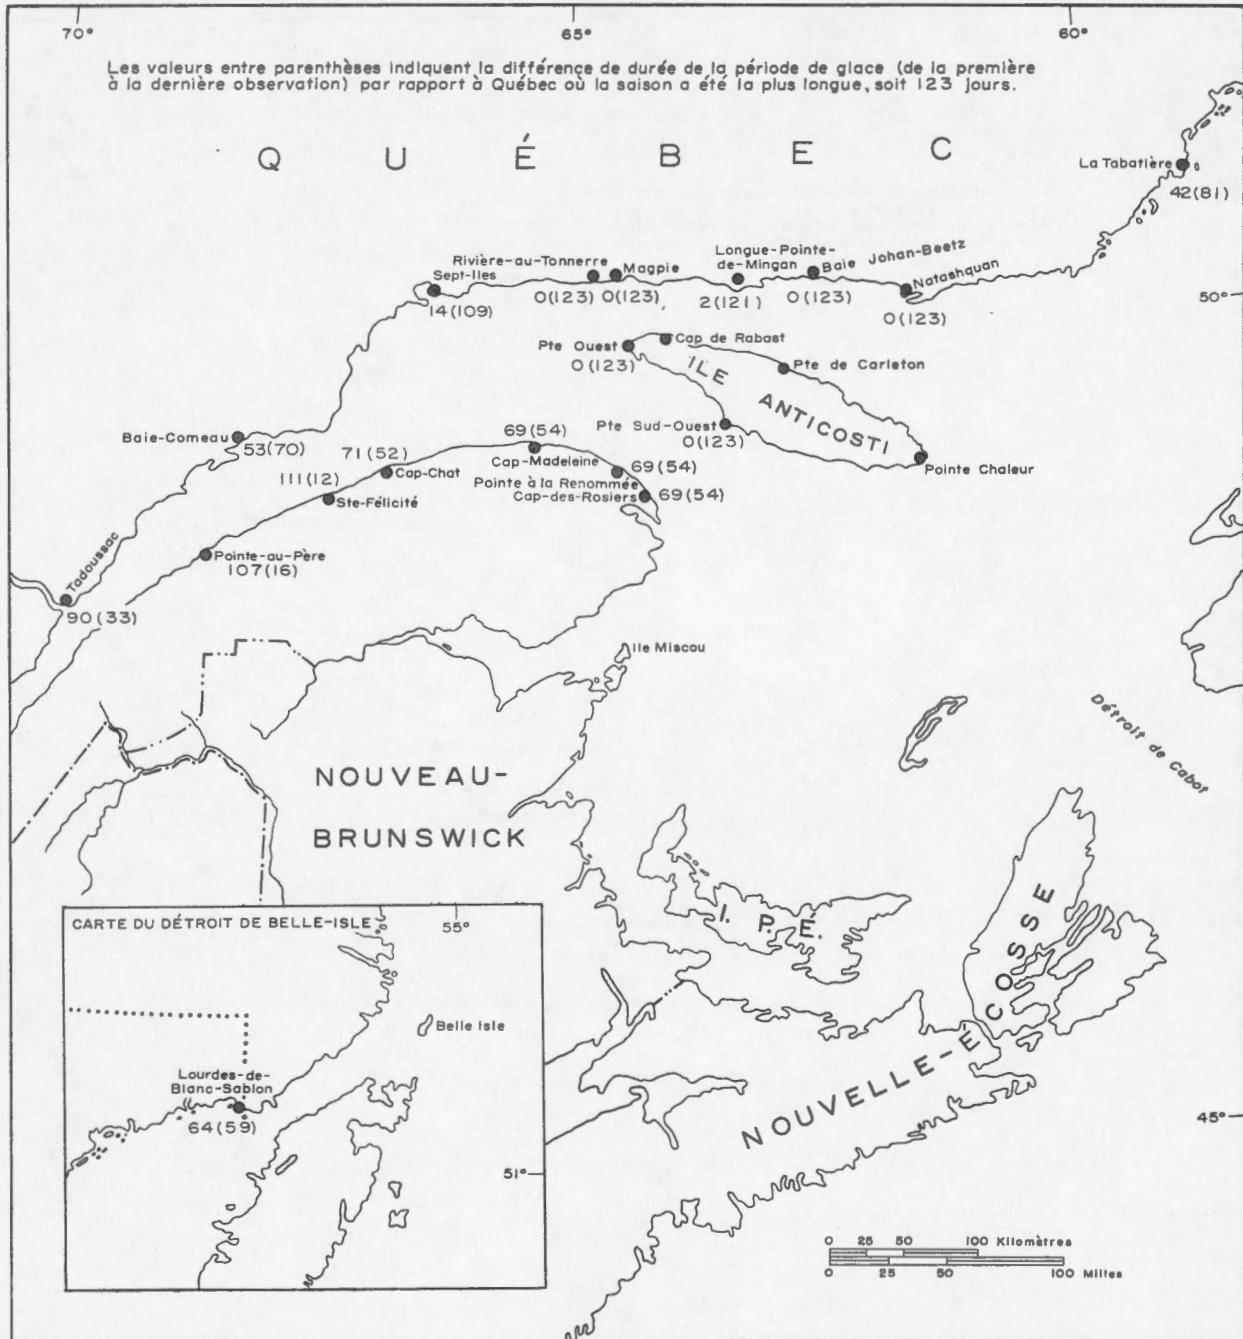 70°
65°
60°
Les valeurs entre parenthèses indiquent la différence de durée de la période de glace (de la première
à la dernière observation) par rapport à Québec où la saison a été la plus longue, soit 123 jours.
QUÉBEC
La Tabatière
42(81)
Rivière-au-Tonnerre
Sept-Iles
14(109)
0(123)
Magpie
0(123)
Longue-Pointe-
de-Mingan
2(121)
Baie Johan-Beetz
0(123)
Natashquan
0(123)
50°
Pte Ouest
0(123)
Cap de Rabast
Pte de Carleton
ILE ANTICOSTI
Pte Sud-Ouest
0(123)
Pointe Chaleur
Baie-Comeau
53(70)
69(54)
Cap-Madeleine
71(52)
Cap-Chat
69(54)
Pointe à la Renommée
Cap-des-Rosiers
69(54)
111(12)
Ste-Félicité
Pointe-au-Père
107(16)
Tadoussac
90(33)
Ile Miscou
Détroit de Cabot
NOUVEAU-
BRUNSWICK
I. P. É.
NOUVELLE-ECOSSE
45°
CARTE DU DÉTROIT DE BELLE-ISLE
55°
Belle Isle
Lourdes-de-
Blanc-Sablon
64(59)
51°
0 25 50 100 Kilomètres
0 25 50 100 Milles